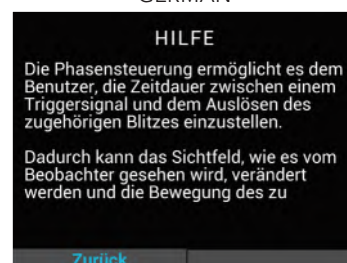 GERMAN
HILFE
Die Phasensteuerung ermöglicht es dem
Benutzer, die Zeitdauer zwischen einem
Triggersignal und dem Auslösen des
zugehörigen Blitzes einzustellen.
Dadurch kann das Sichtfeld, wie es vom
Beobachter gesehen wird, verändert
werden und die Bewegung des zu
Zurück